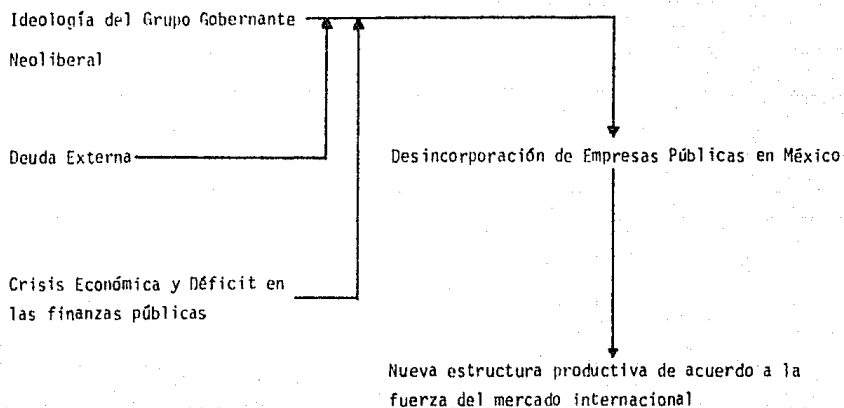 Ideología del Grupo Gobernante
Neoliberal
Deuda Externa
Desincorporación de Empresas Públicas en México
Crisis Económica y Déficit en
las finanzas públicas
Nueva estructura productiva de acuerdo a la
fuerza del mercado internacional